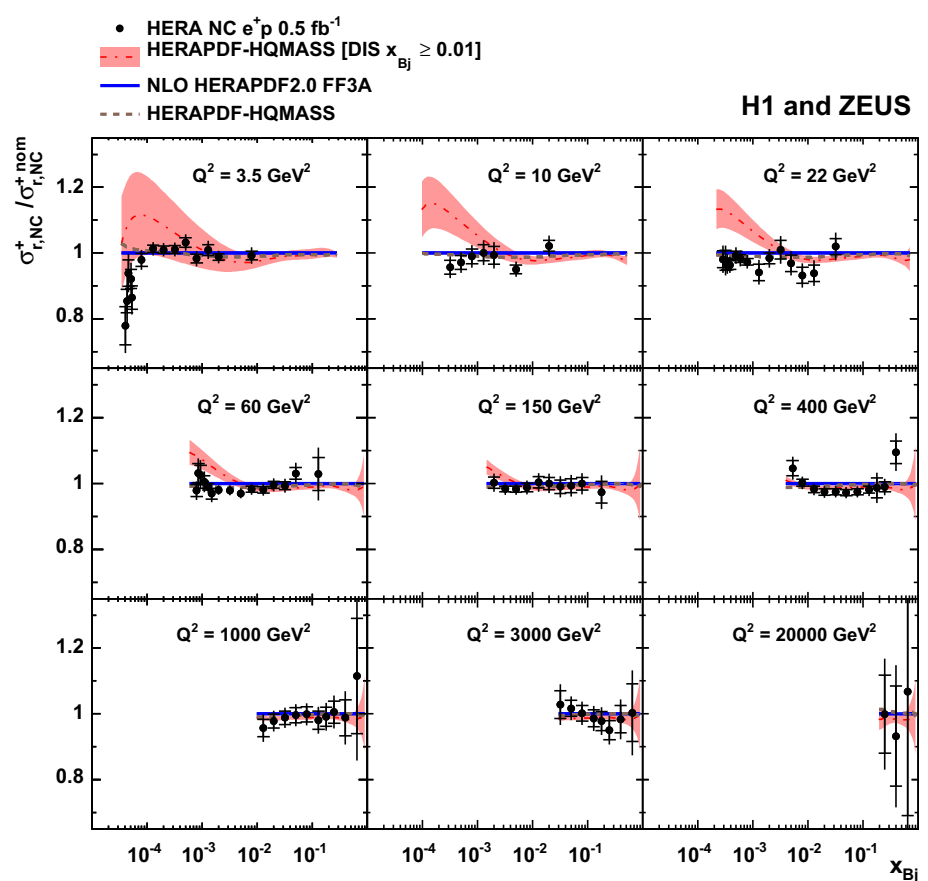 HERA NC e⁺p 0.5 fb⁻¹
HERAPDF-HQMASS [DIS x_Bj ≥ 0.01]
NLO HERAPDF2.0 FF3A
HERAPDF-HQMASS
H1 and ZEUS
σ⁺_r,NC / σ⁺_r,NC^nom
Q² = 3.5 GeV²
Q² = 10 GeV²
Q² = 22 GeV²
1.2
1
0.8
Q² = 60 GeV²
Q² = 150 GeV²
Q² = 400 GeV²
1.2
1
0.8
Q² = 1000 GeV²
Q² = 3000 GeV²
Q² = 20000 GeV²
1.2
1
0.8
10⁻⁴ 10⁻³ 10⁻² 10⁻¹ 10⁻⁴ 10⁻³ 10⁻² 10⁻¹ 10⁻⁴ 10⁻³ 10⁻² 10⁻¹
x_Bj